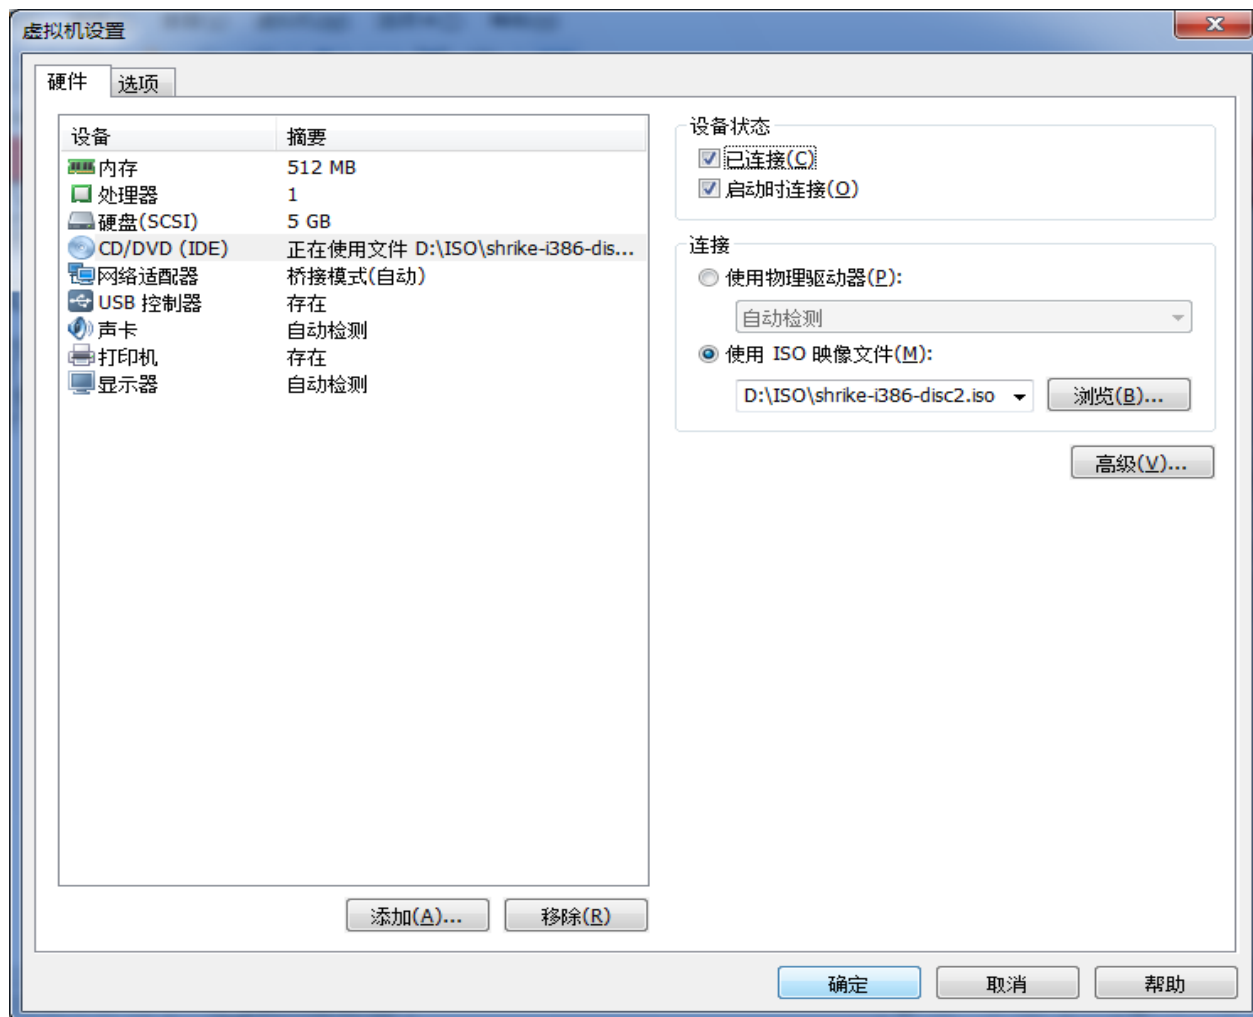 虚拟机设置
硬件 选项
设备 摘要
内存 512 MB
处理器 1
硬盘(SCSI) 5 GB
CD/DVD (IDE) 正在使用文件 D:\ISO\shrike-i386-dis...
网络适配器 桥接模式(自动)
USB 控制器 存在
声卡 自动检测
打印机 存在
显示器 自动检测
添加(A)... 移除(R)
设备状态
已连接(C)
启动时连接(O)
连接
使用物理驱动器(P):
自动检测
使用 ISO 映像文件(M):
D:\ISO\shrike-i386-disc2.iso 浏览(B)...
高级(V)...
确定 取消 帮助